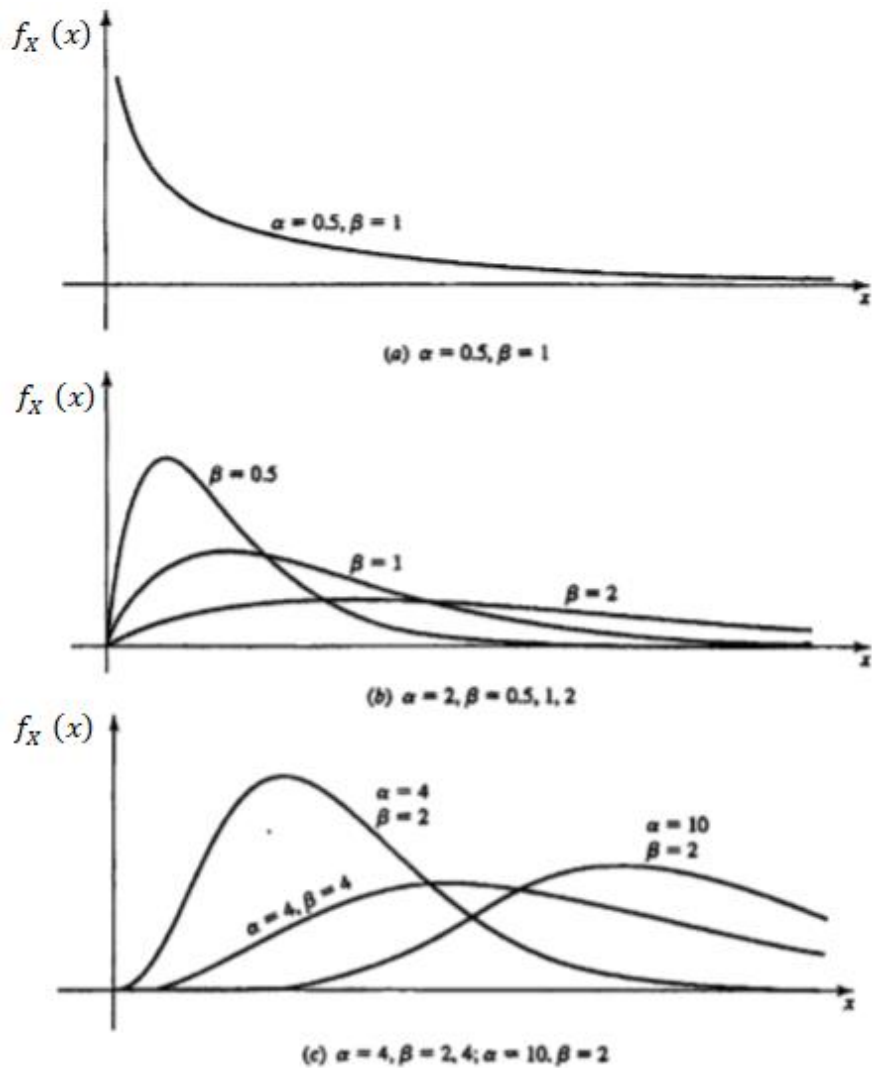 f_X (x)
α = 0.5, β = 1
x
(a) α = 0.5, β = 1
f_X (x)
β = 0.5
β = 1
β = 2
x
(b) α = 2, β = 0.5, 1, 2
f_X (x)
α = 4
β = 2
α = 10
β = 2
α = 4, β = 4
x
(c) α = 4, β = 2, 4; α = 10, β = 2